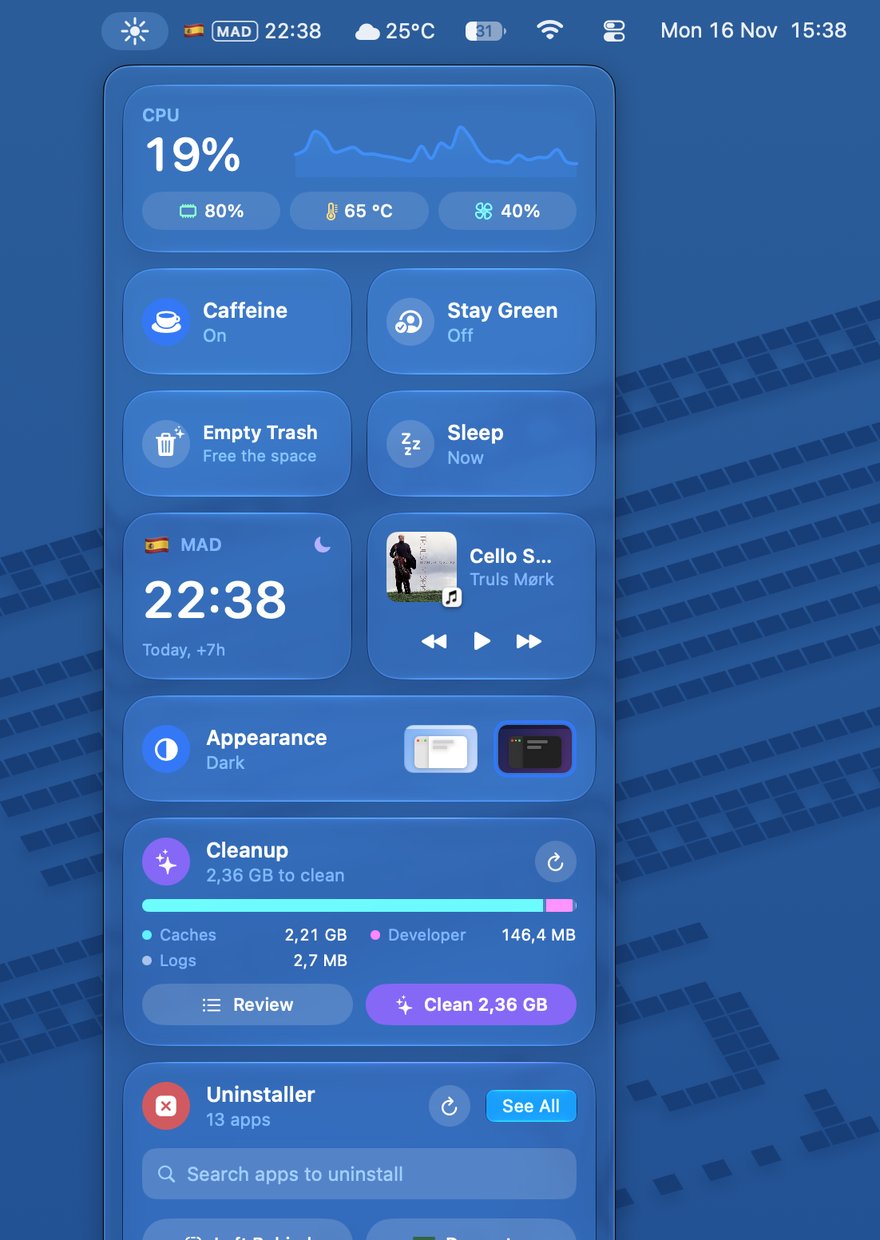 MAD 22:38 25°C 31 Mon 16 Nov 15:38
CPU
19%
80% 65 °C 40%
Caffeine
On
Stay Green
Off
Empty Trash
Free the space
Sleep
Now
MAD
22:38
Today, +7h
Cello S...
Truls Mørk
Appearance
Dark
Cleanup
2,36 GB to clean
Caches 2,21 GB Developer 146,4 MB
Logs 2,7 MB
Review Clean 2,36 GB
Uninstaller
13 apps
See All
Search apps to uninstall